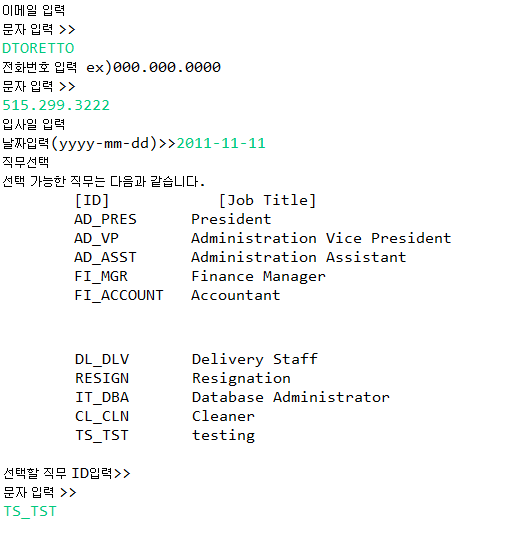 이메일 입력
문자 입력 >>
DTORETTO
전화번호 입력 ex)000.000.0000
문자 입력 >>
515.299.3222
입사일 입력
날짜입력(yyyy-mm-dd)>>2011-11-11
직무선택
선택 가능한 직무는 다음과 같습니다.
[ID] [Job Title]
AD_PRES President
AD_VP Administration Vice President
AD_ASST Administration Assistant
FI_MGR Finance Manager
FI_ACCOUNT Accountant
DL_DLV Delivery Staff
RESIGN Resignation
IT_DBA Database Administrator
CL_CLN Cleaner
TS_TST testing
선택할 직무 ID입력>>
문자 입력 >>
TS_TST